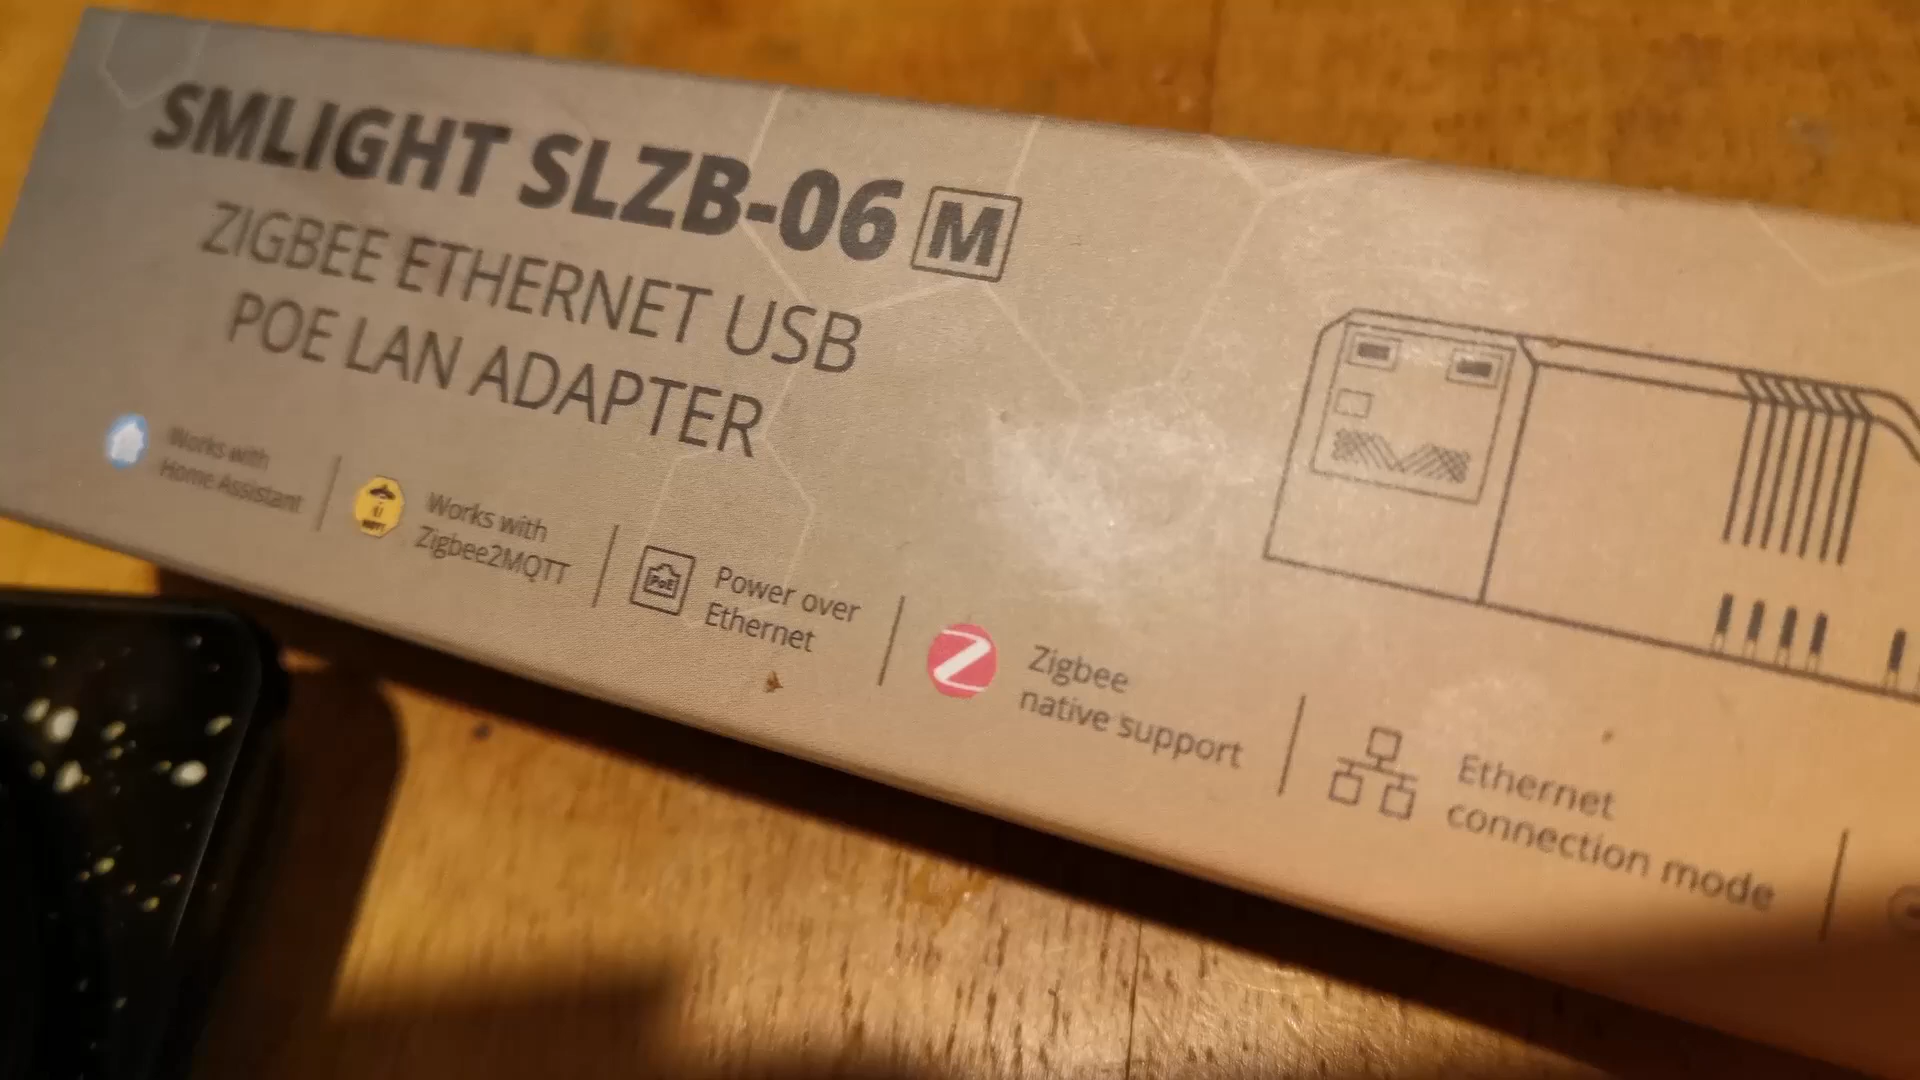 SMLIGHT SLZB-06 M
ZIGBEE ETHERNET USB
POE LAN ADAPTER
Works with
Home Assistant
Works with
Zigbee2MQTT
PoE
Power over
Ethernet
Z
Zigbee
native support
Ethernet
connection mode